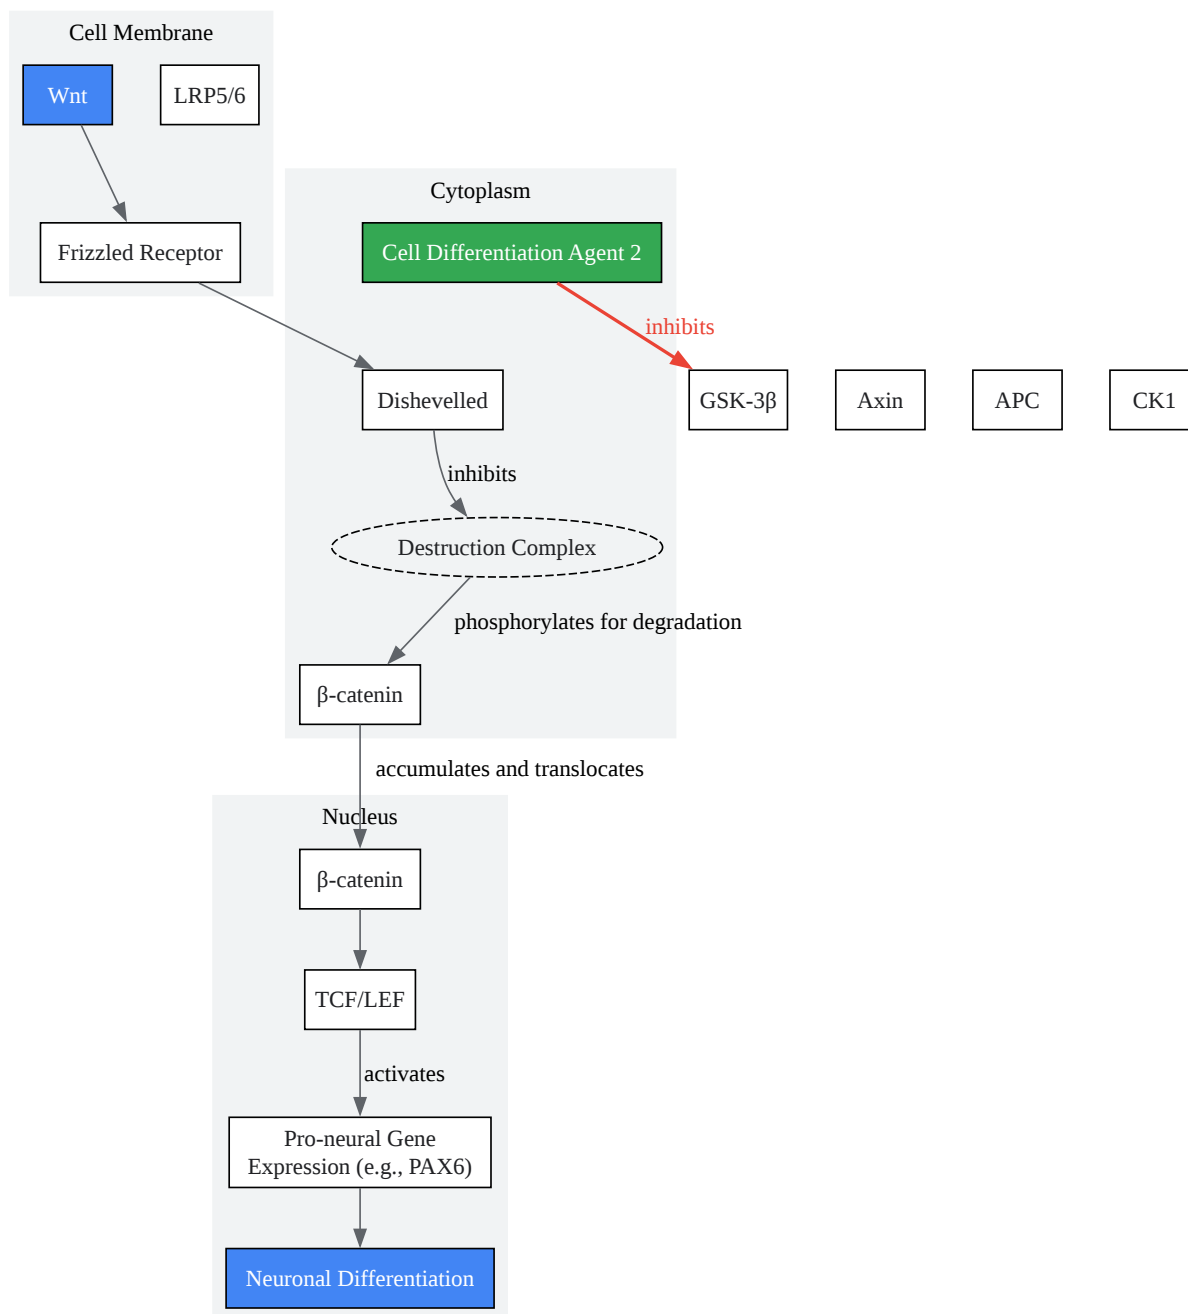 Cell Membrane
Wnt
LRP5/6
Cytoplasm
Frizzled Receptor
Cell Differentiation Agent 2
inhibits
Dishevelled
GSK-3β
Axin
APC
CK1
inhibits
Destruction Complex
phosphorylates for degradation
β-catenin
accumulates and translocates
Nucleus
β-catenin
TCF/LEF
activates
Pro-neural Gene
Expression (e.g., PAX6)
Neuronal Differentiation